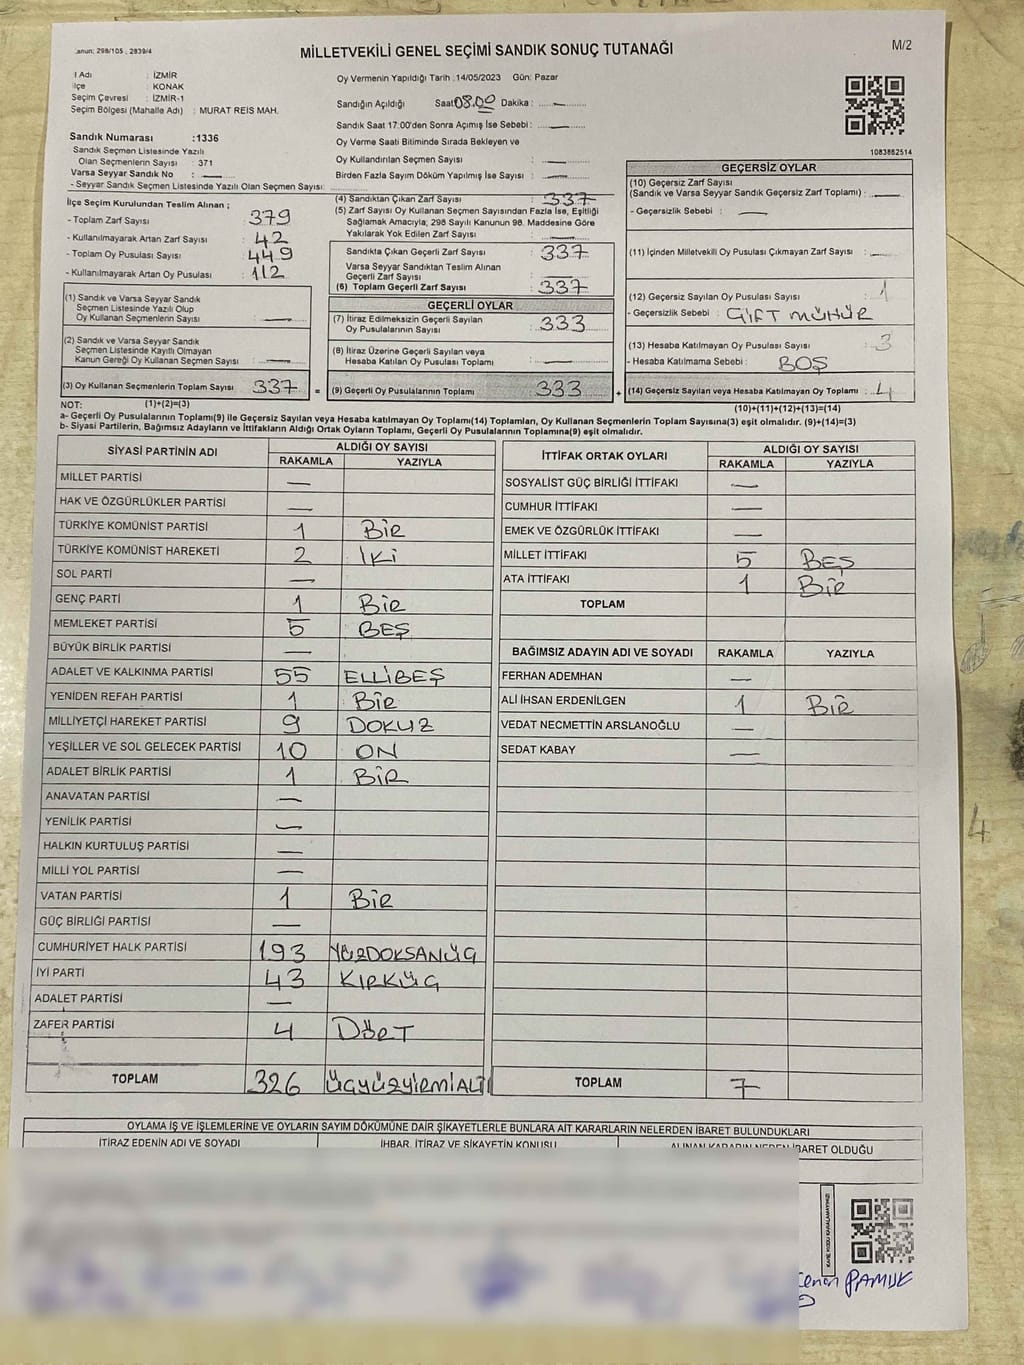 anun: 298/105 , 2839/4
MİLLETVEKİLİ GENEL SEÇİMİ SANDIK SONUÇ TUTANAĞI
M/2
l Adı : İZMİR
lçe : KONAK
Seçim Çevresi : İZMİR-1
Seçim Bölgesi (Mahalle Adı) : MURAT REİS MAH.
Oy Vermenin Yapıldığı Tarih :14/05/2023 Gün: Pazar
Sandığın Açıldığı Saat 08.00 Dakika : —
Sandık Saat 17:00'den Sonra Açımış İse Sebebi : —
Oy Verme Saati Bitiminde Sırada Bekleyen ve
Oy Kullandırılan Seçmen Sayısı : —
Birden Fazla Sayım Döküm Yapılmış İse Sayısı : —
1083862514
Sandık Numarası :1336
Sandık Seçmen Listesinde Yazılı
Olan Seçmenlerin Sayısı : 371
Varsa Seyyar Sandık No : —
- Seyyar Sandık Seçmen Listesinde Yazılı Olan Seçmen Sayısı:
İlçe Seçim Kurulundan Teslim Alınan ;
- Toplam Zarf Sayısı : 379
- Kullanılmayarak Artan Zarf Sayısı : 42
- Toplam Oy Pusulası Sayısı : 449
- Kullanılmayarak Artan Oy Pusulası : 112
(1) Sandık ve Varsa Seyyar Sandık
Seçmen Listesinde Yazılı Olup
Oy Kullanan Seçmenlerin Sayısı : —
(2) Sandık ve Varsa Seyyar Sandık
Seçmen Listesinde Kayıtlı Olmayan
Kanun Gereği Oy Kullanan Seçmen Sayısı : —
(3) Oy Kullanan Seçmenlerin Toplam Sayısı : 337 =
(1)+(2)=(3)
(4) Sandıktan Çıkan Zarf Sayısı : 337
(5) Zarf Sayısı Oy Kullanan Seçmen Sayısından Fazla İse, Eşitliği
Sağlamak Amacıyla, 298 Sayılı Kanunun 98. Maddesine Göre
Yakılarak Yok Edilen Zarf Sayısı : —
Sandıkta Çıkan Geçerli Zarf Sayısı : 337
Varsa Seyyar Sandıktan Teslim Alınan
Geçerli Zarf Sayısı : —
(6) Toplam Geçerli Zarf Sayısı : 337
GEÇERLİ OYLAR
(7) İtiraz Edilmeksizin Geçerli Sayılan
Oy Pusulalarının Sayısı : 333
(8) İtiraz Üzerine Geçerli Sayılan veya
Hesaba Katılan Oy Pusulası Toplamı : —
(9) Geçerli Oy Pusulalarının Toplamı 333 +
GEÇERSİZ OYLAR
(10) Geçersiz Zarf Sayısı
(Sandık ve Varsa Seyyar Sandık Geçersiz Zarf Toplamı) : —
- Geçersizlik Sebebi : —
(11) İçinden Milletvekili Oy Pusulası Çıkmayan Zarf Sayısı : —
(12) Geçersiz Sayılan Oy Pusulası Sayısı : 1
- Geçersizlik Sebebi : ÇİFT MÜHÜR
(13) Hesaba Katılmayan Oy Pusulası Sayısı : 3
- Hesaba Katılmama Sebebi : BOŞ
(14) Geçersiz Sayılan veya Hesaba Katılmayan Oy Toplamı : 4
(10)+(11)+(12)+(13)=(14)
NOT:
a- Geçerli Oy Pusulalarının Toplamı(9) ile Geçersiz Sayılan veya Hesaba katılmayan Oy Toplamı(14) Toplamları, Oy Kullanan Seçmenlerin Toplam Sayısına(3) eşit olmalıdır. (9)+(14)=(3)
b- Siyasi Partilerin, Bağımsız Adayların ve İttifakların Aldığı Ortak Oyların Toplamı, Geçerli Oy Pusulalarının Toplamına(9) eşit olmalıdır.
SİYASİ PARTİNİN ADI ALDIĞI OY SAYISI
RAKAMLA YAZIYLA
MİLLET PARTİSİ —
HAK VE ÖZGÜRLÜKLER PARTİSİ —
TÜRKİYE KOMÜNİST PARTİSİ 1 BİR
TÜRKİYE KOMÜNİST HAREKETİ 2 İKİ
SOL PARTİ —
GENÇ PARTİ 1 BİR
MEMLEKET PARTİSİ 5 BEŞ
BÜYÜK BİRLİK PARTİSİ —
ADALET VE KALKINMA PARTİSİ 55 ELLİBEŞ
YENİDEN REFAH PARTİSİ 1 BİR
MİLLİYETÇİ HAREKET PARTİSİ 9 DOKUZ
YEŞİLLER VE SOL GELECEK PARTİSİ 10 ON
ADALET BİRLİK PARTİSİ 1 BİR
ANAVATAN PARTİSİ —
YENİLİK PARTİSİ —
HALKIN KURTULUŞ PARTİSİ —
MİLLİ YOL PARTİSİ —
VATAN PARTİSİ 1 BİR
GÜÇ BİRLİĞİ PARTİSİ —
CUMHURİYET HALK PARTİSİ 193 YÜZDOKSANÜÇ
İYİ PARTİ 43 KIRKÜÇ
ADALET PARTİSİ —
ZAFER PARTİSİ 4 DÖRT
TOPLAM 326 ÜÇYÜZYİRMİALTI
İTTİFAK ORTAK OYLARI ALDIĞI OY SAYISI
RAKAMLA YAZIYLA
SOSYALİST GÜÇ BİRLİĞİ İTTİFAKI —
CUMHUR İTTİFAKI —
EMEK VE ÖZGÜRLÜK İTTİFAKI —
MİLLET İTTİFAKI 5 BEŞ
ATA İTTİFAKI 1 BİR
TOPLAM
BAĞIMSIZ ADAYIN ADI VE SOYADI RAKAMLA YAZIYLA
FERHAN ADEMHAN —
ALİ İHSAN ERDENİLGEN 1 BİR
VEDAT NECMETTİN ARSLANOĞLU —
SEDAT KABAY —
TOPLAM 7
OYLAMA İŞ VE İŞLEMLERİNE VE OYLARIN SAYIM DÖKÜMÜNE DAİR ŞİKAYETLERLE BUNLARA AİT KARARLARIN NELERDEN İBARET BULUNDUKLARI
İTİRAZ EDENİN ADI VE SOYADI İHBAR, İTİRAZ VE ŞİKAYETİN KONUSU ALINAN KARARIN NEDEN İBARET OLDUĞU
KARE KODU KARALAMAYINIZ!
PAMUK